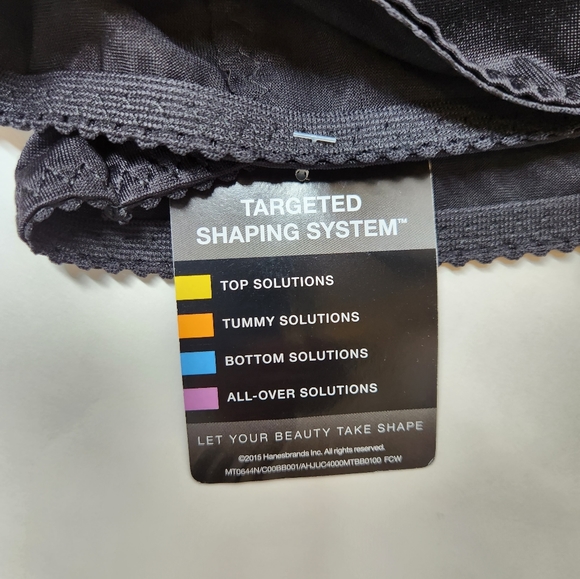 TARGETED
SHAPING SYSTEM™
TOP SOLUTIONS
TUMMY SOLUTIONS
BOTTOM SOLUTIONS
ALL-OVER SOLUTIONS
LET YOUR BEAUTY TAKE SHAPE
©2015 Hanesbrands Inc. All rights reserved.
MT0644N/C00BB001/AHJUC4000MTBB0100 FCW